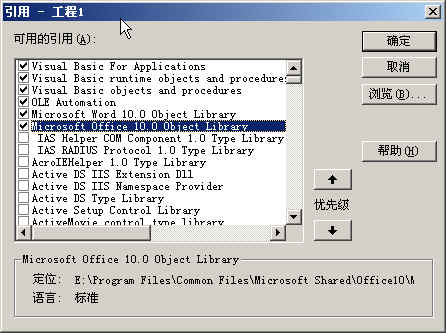 引用 - 工程1
可用的引用(A):
确定
Visual Basic For Applications
Visual Basic runtime objects and procedures
取消
Visual Basic objects and procedures
OLE Automation
浏览(B)...
Microsoft Word 10.0 Object Library
Microsoft Office 10.0 Object Library
IAS Helper COM Component 1.0 Type Library
IAS RADIUS Protocol 1.0 Type Library
帮助(H)
AcroIEHelper 1.0 Type Library
Active DS IIS Extension Dll
Active DS IIS Namespace Provider
Active DS Type Library
优先级
Active Setup Control Library
ActiveMovie control type library
Microsoft Office 10.0 Object Library
定位: E:\Program Files\Common Files\Microsoft Shared\Office10\M
语言: 标准